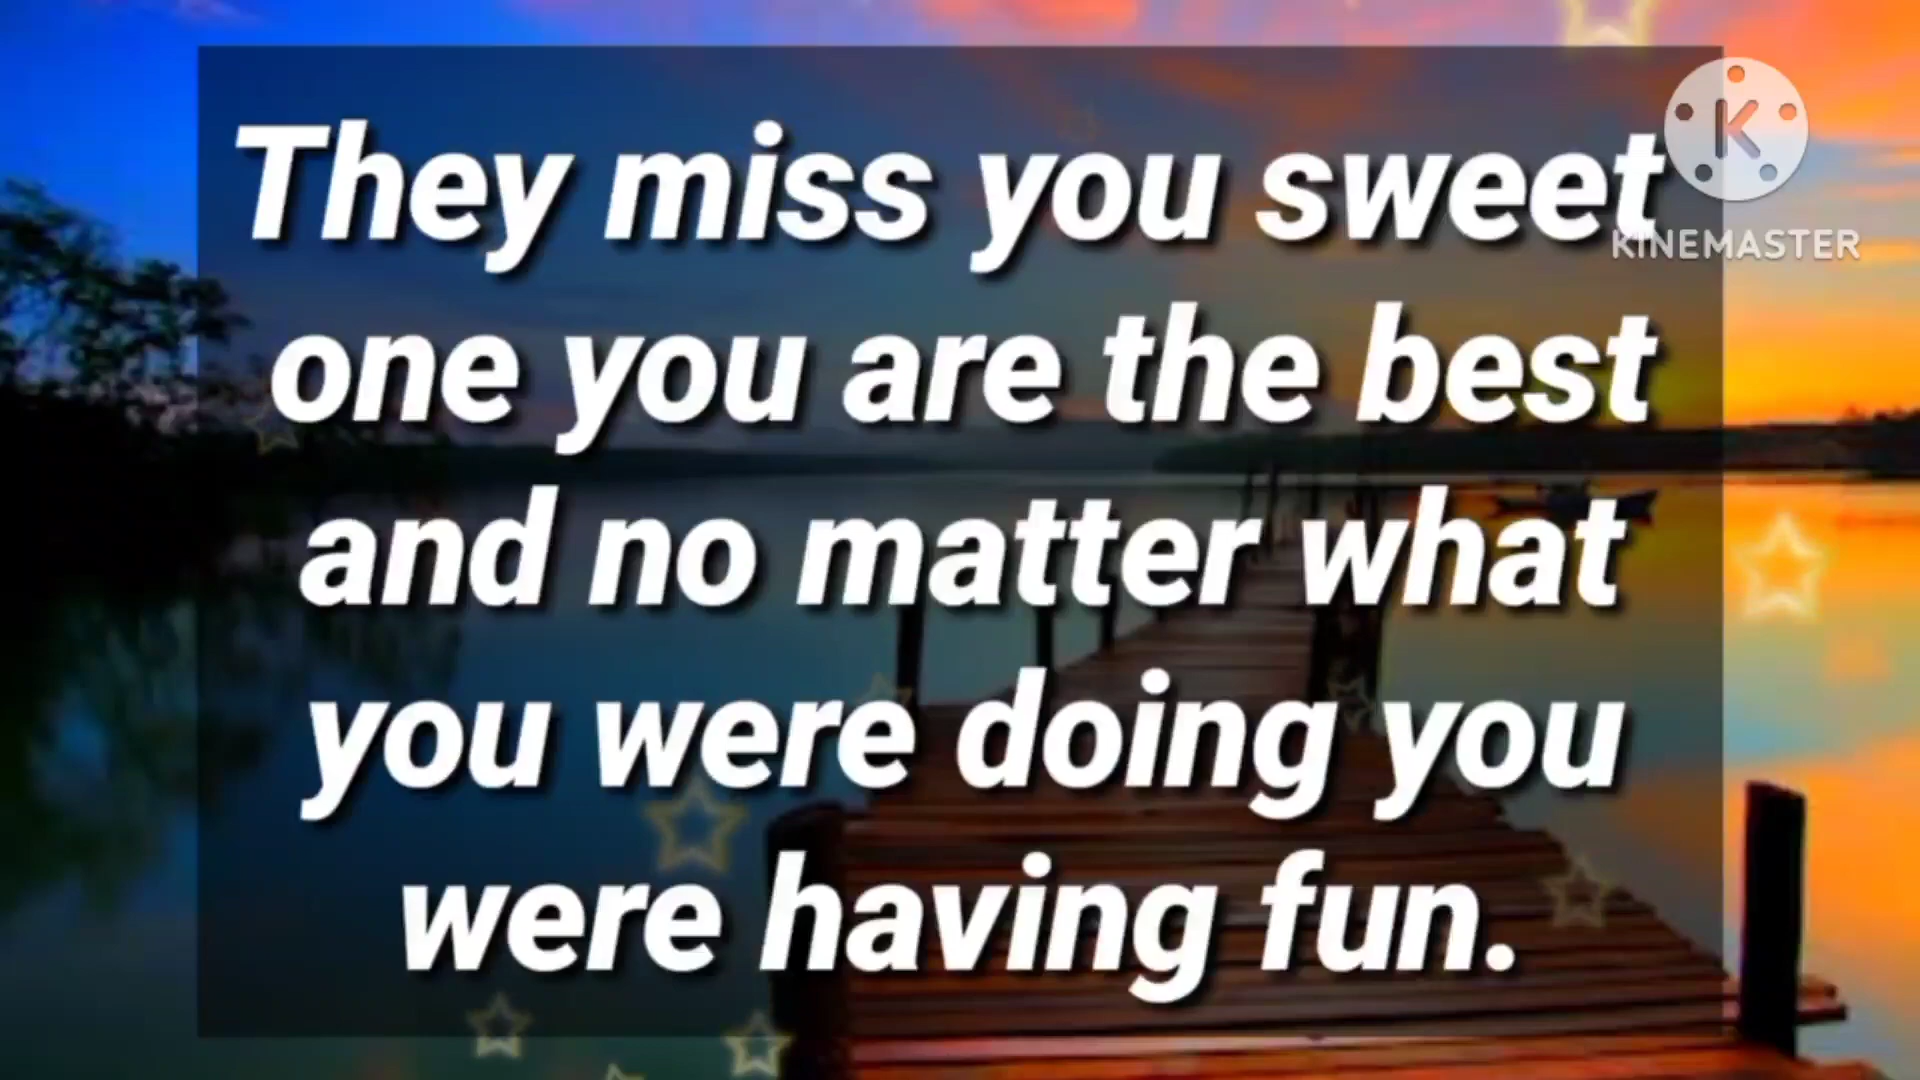 They miss you sweet
one you are the best
and no matter what
you were doing you
were having fun.
K
KINEMASTER